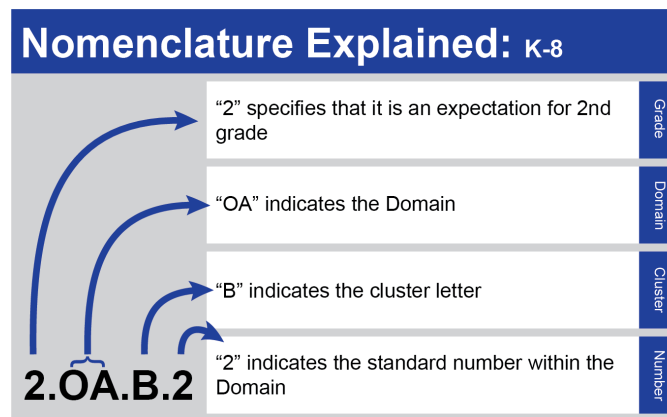 Nomenclature Explained: K-8
“2” specifies that it is an expectation for 2nd
grade
Grade
“OA” indicates the Domain
Domain
“B” indicates the cluster letter
Cluster
“2” indicates the standard number within the
Domain
Number
2.OA.B.2